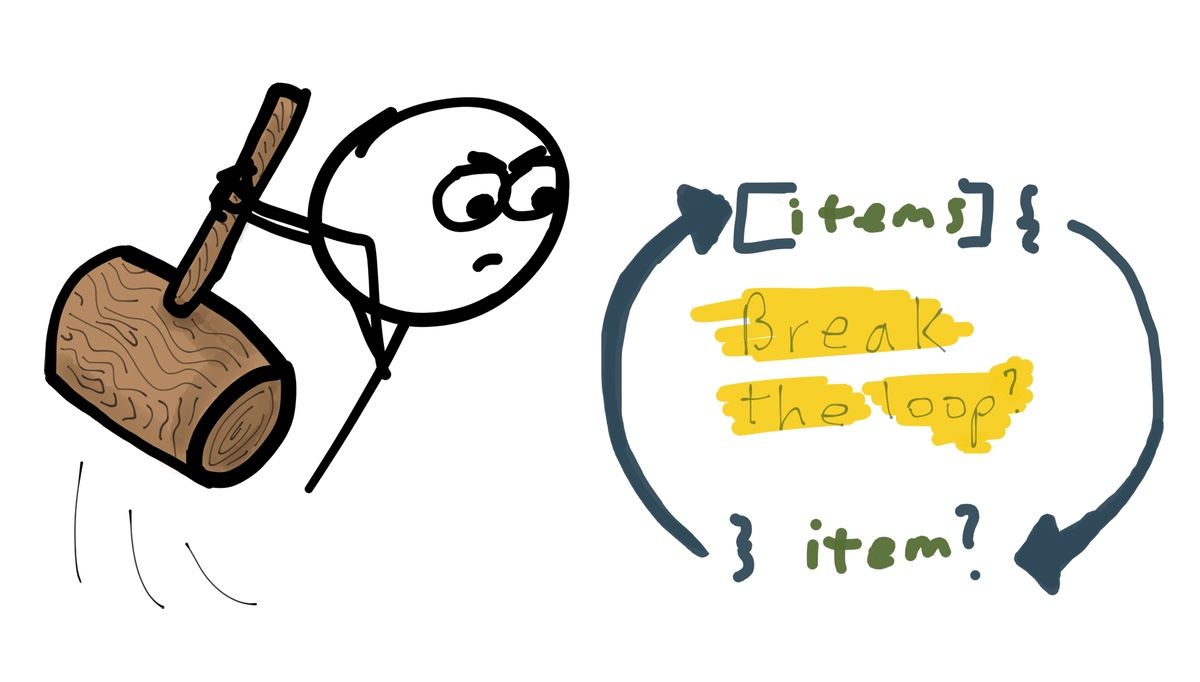 [items] {
Break
the loop?
} item?